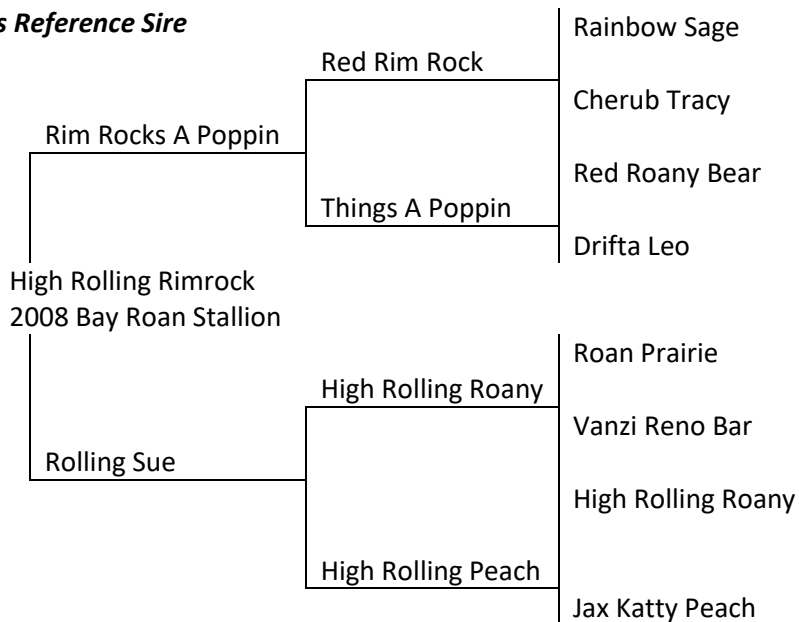 s Reference Sire
Rainbow Sage
Red Rim Rock
Cherub Tracy
Rim Rocks A Poppin
Red Roany Bear
Things A Poppin
Drifta Leo
High Rolling Rimrock
2008 Bay Roan Stallion
Roan Prairie
High Rolling Roany
Vanzi Reno Bar
Rolling Sue
High Rolling Roany
High Rolling Peach
Jax Katty Peach